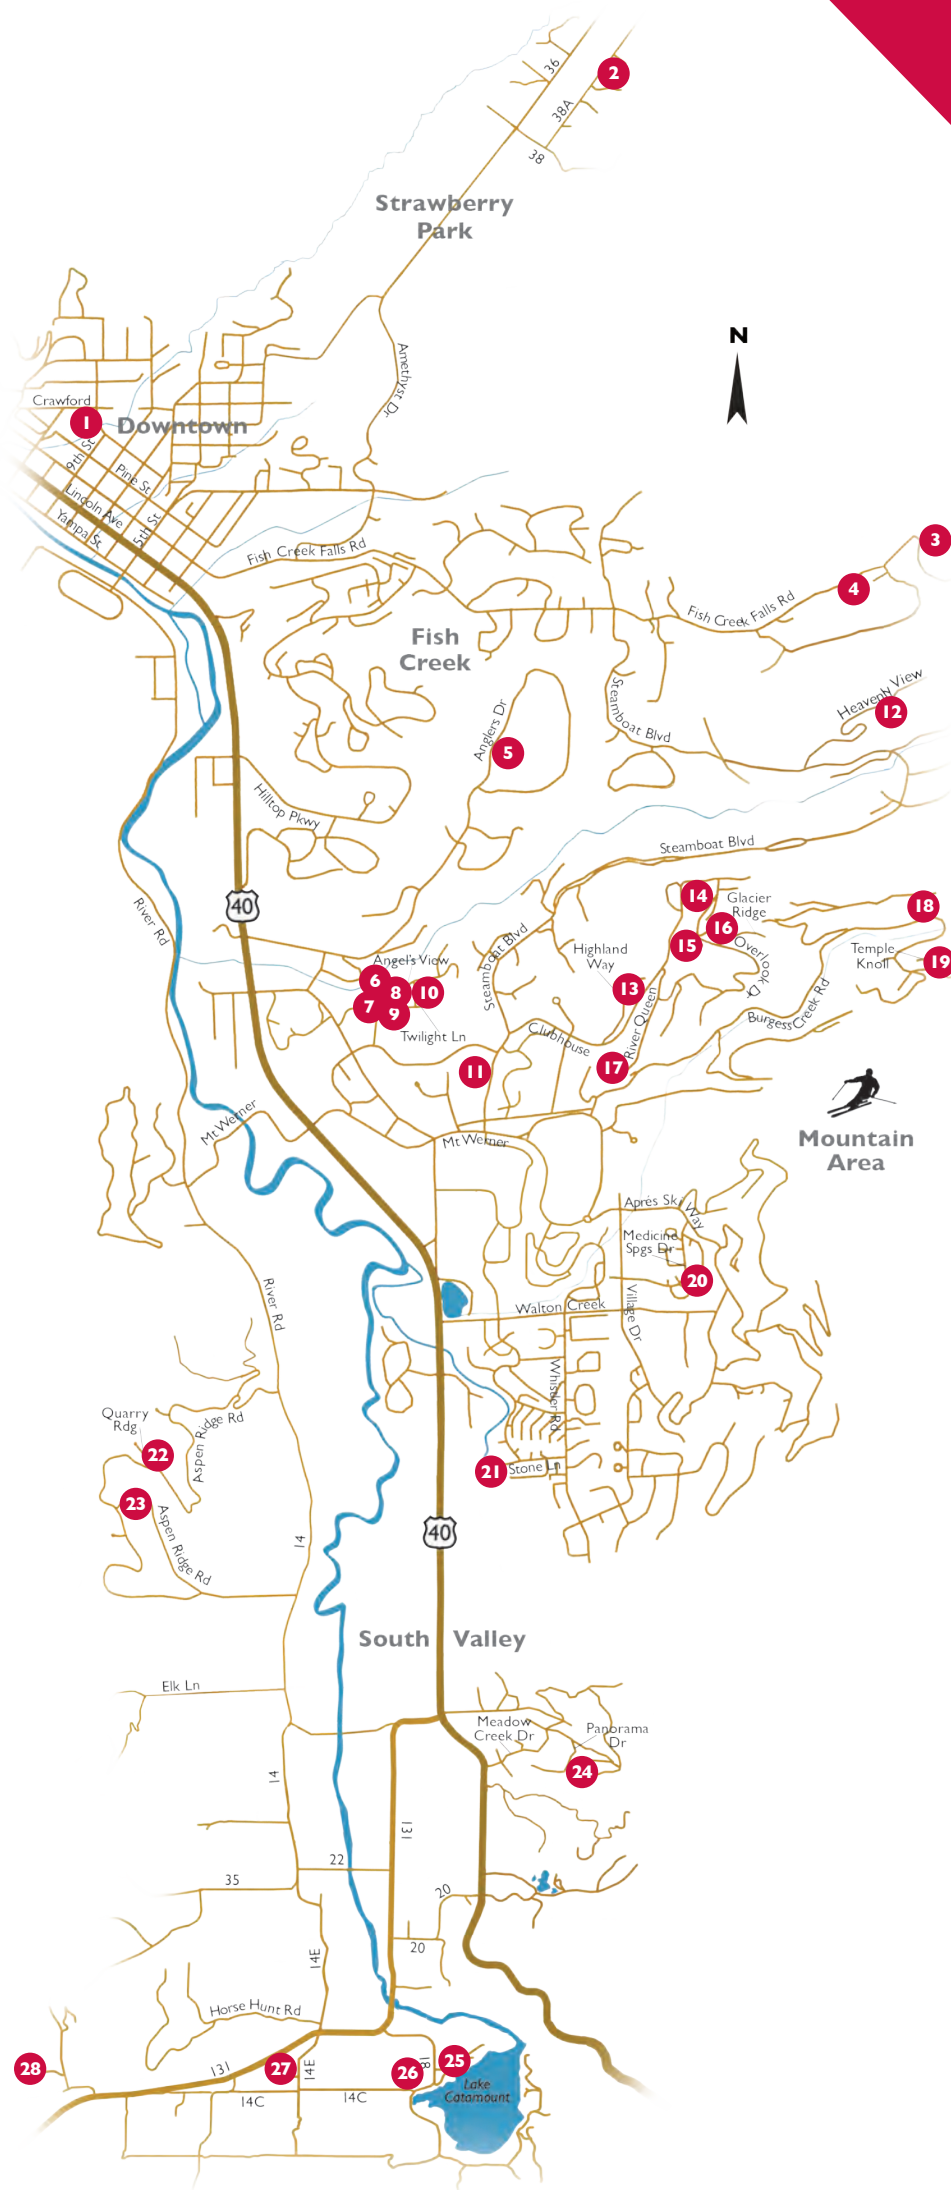 36
2
38A
38
Strawberry
Park
N
Amethyst Dr
Crawford
1
Downtown
9th St
Pine St
Lincoln Ave
5th St
Yampa St
Fish Creek Falls Rd
3
4
Fish Creek Falls Rd
Fish
Creek
Steamboat Blvd
Heavenly View
12
Anglers Dr
5
Hilltop Pkwy
Steamboat Blvd
40
14
Glacier
Ridge
18
River Rd
16
15
Overlook Dr
Steamboat Blvd
Highland
Way
Temple
Knoll
19
Angel's View
6
8
10
7
9
13
River Queen
Burgess Creek Rd
Twilight Ln
Clubhouse
11
17
Mt Werner
Mt Werner
Mountain
Area
Aprés Ski Way
Medicine
Spgs Dr
20
River Rd
Walton Creek
Village Dr
Whistler Rd
Quarry
Rdg
Aspen Ridge Rd
22
21
Stone Ln
23
Aspen Ridge Rd
14
40
South Valley
Elk Ln
Meadow
Creek Dr
Panorama
Dr
24
14
131
22
35
20
20
14E
Horse Hunt Rd
28
131
27
14E
26
18
25
Lake
Catamount
14C
14C